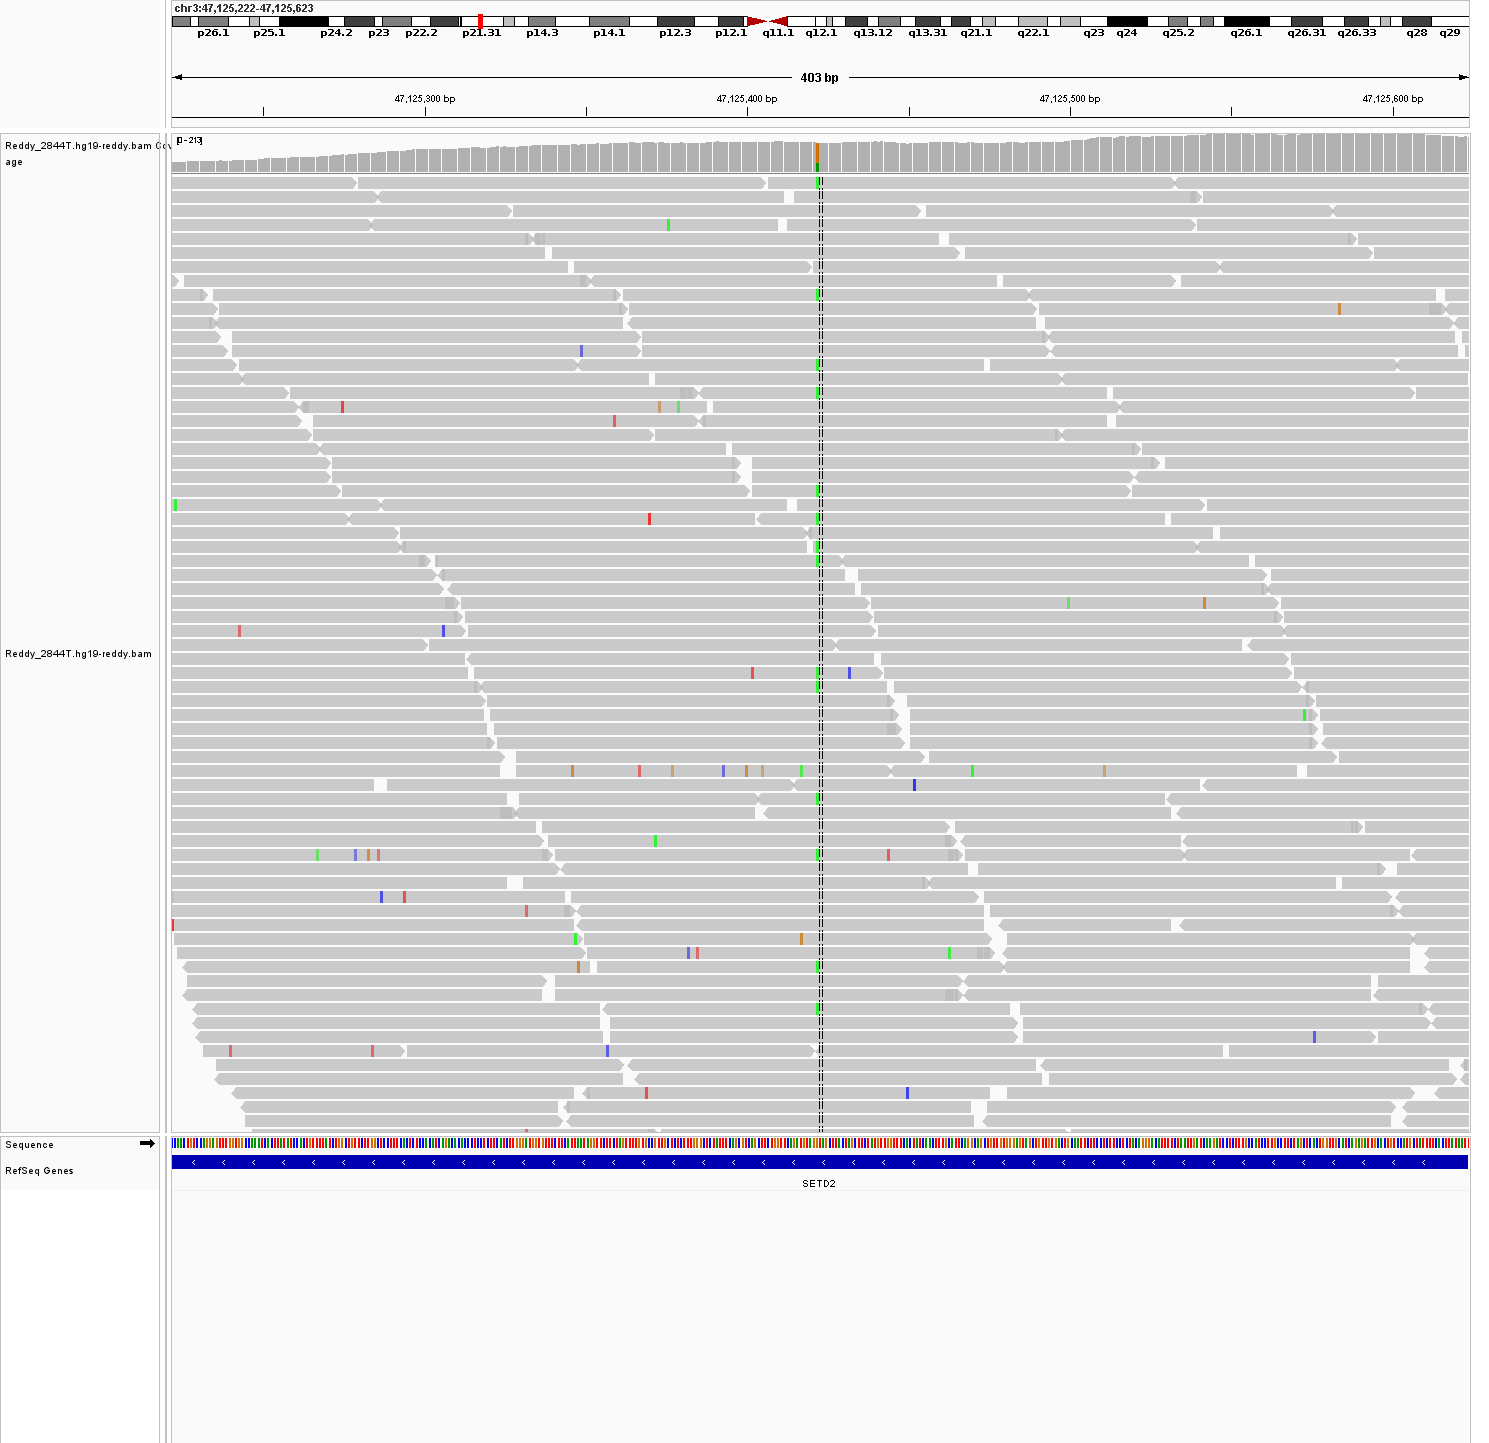 chr3:47,125,222-47,125,623
p26.1 p25.1 p24.2 p23 p22.2 p21.31 p14.3 p14.1 p12.3 p12.1 q11.1 q12.1 q13.12 q13.31 q21.1 q22.1 q23 q24 q25.2 q26.1 q26.31 q26.33 q28 q29
403 bp
47,125,300 bp 47,125,400 bp 47,125,500 bp 47,125,600 bp
[0-213]
Reddy_2844T.hg19-reddy.bam Cov
age
Reddy_2844T.hg19-reddy.bam
Sequence
RefSeq Genes
SETD2